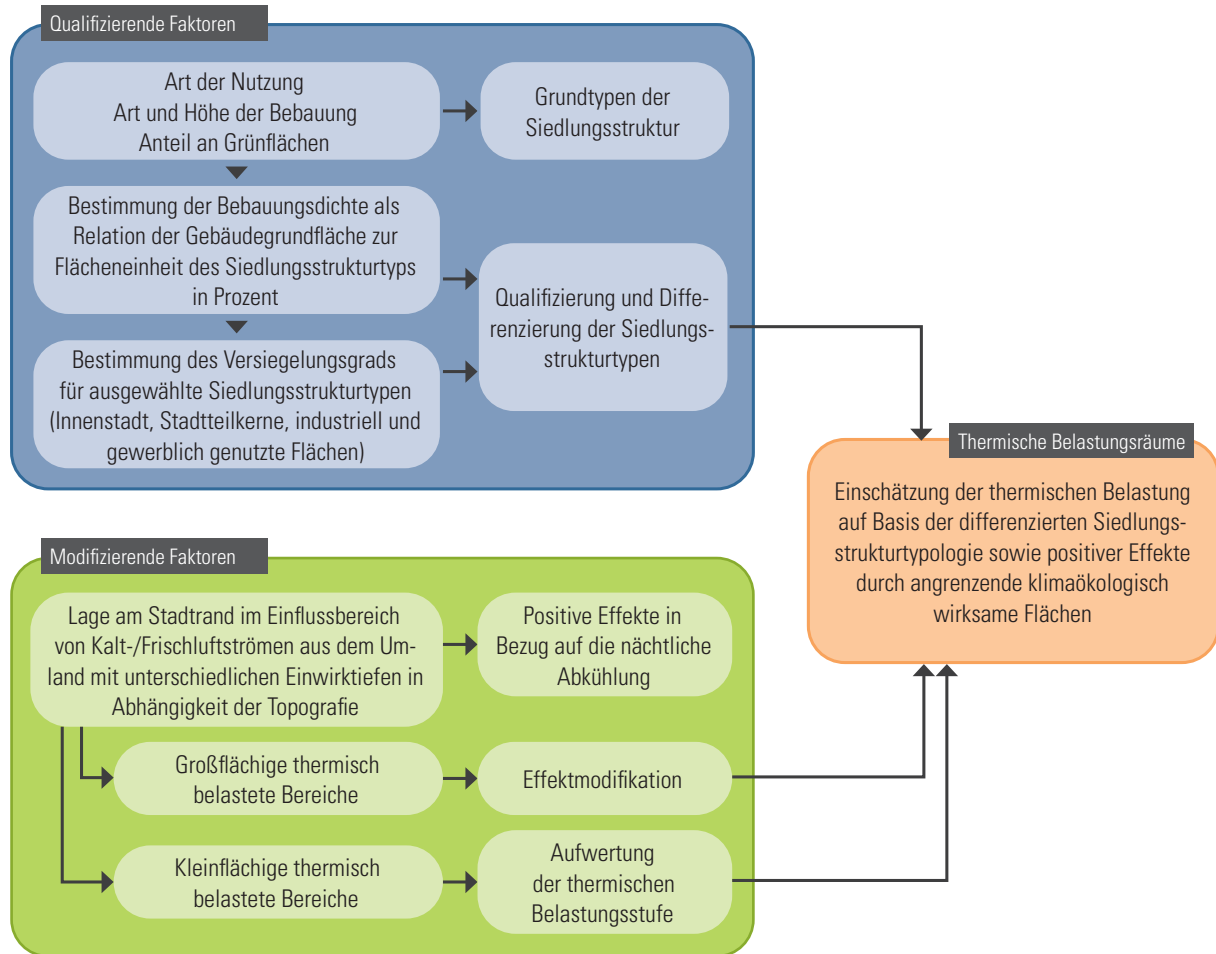 Qualifizierende Faktoren
Art der Nutzung
Art und Höhe der Bebauung
Anteil an Grünflächen
Grundtypen der
Siedlungsstruktur
Bestimmung der Bebauungsdichte als
Relation der Gebäudegrundfläche zur
Flächeneinheit des Siedlungsstrukturtyps
in Prozent
Qualifizierung und Diffe-
renzierung der Siedlungs-
strukturtypen
Bestimmung des Versiegelungsgrads
für ausgewählte Siedlungsstrukturtypen
(Innenstadt, Stadtteilkerne, industriell und
gewerblich genutzte Flächen)
Thermische Belastungsräume
Einschätzung der thermischen Belastung
auf Basis der differenzierten Siedlungs-
strukturtypologie sowie positiver Effekte
durch angrenzende klimaökologisch
wirksame Flächen
Modifizierende Faktoren
Lage am Stadtrand im Einflussbereich
von Kalt-/Frischluftströmen aus dem Um-
land mit unterschiedlichen Einwirktiefen in
Abhängigkeit der Topografie
Positive Effekte in
Bezug auf die nächtliche
Abkühlung
Großflächige thermisch
belastete Bereiche
Effektmodifikation
Kleinflächige thermisch
belastete Bereiche
Aufwertung
der thermischen
Belastungsstufe